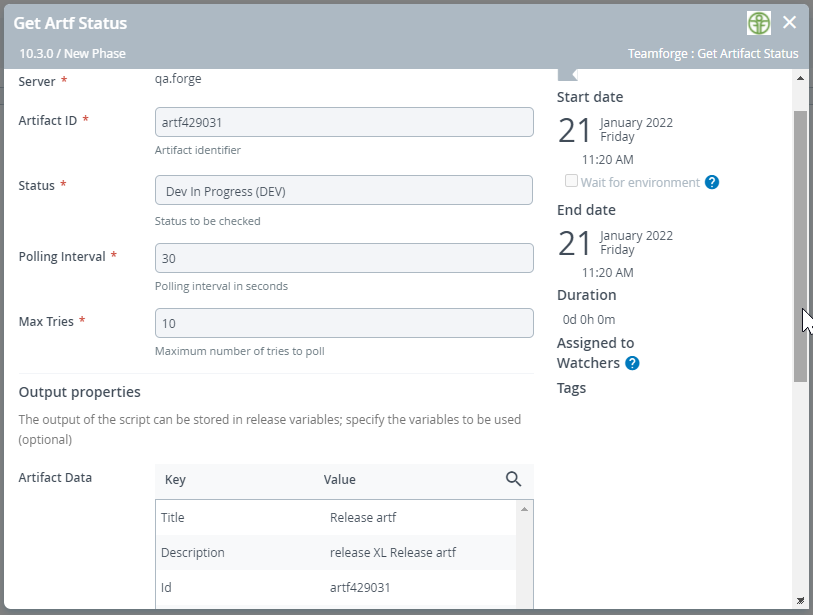 Get Artf Status
10.3.0 / New Phase
Teamforge : Get Artifact Status
Server *
qa.forge
Artifact ID *
artf429031
Artifact identifier
Status *
Dev In Progress (DEV)
Status to be checked
Polling Interval *
30
Polling interval in seconds
Max Tries *
10
Maximum number of tries to poll
Output properties
The output of the script can be stored in release variables; specify the variables to be used
(optional)
Artifact Data
Key Value
Title Release artf
Description release XL Release artf
Id artf429031
Start date
21 January 2022
Friday
11:20 AM
Wait for environment ?
End date
21 January 2022
Friday
11:20 AM
Duration
0d 0h 0m
Assigned to
Watchers ?
Tags